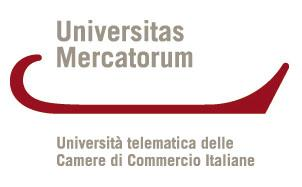 Universitas
Mercatorum
Università telematica delle
Camere di Commercio Italiane